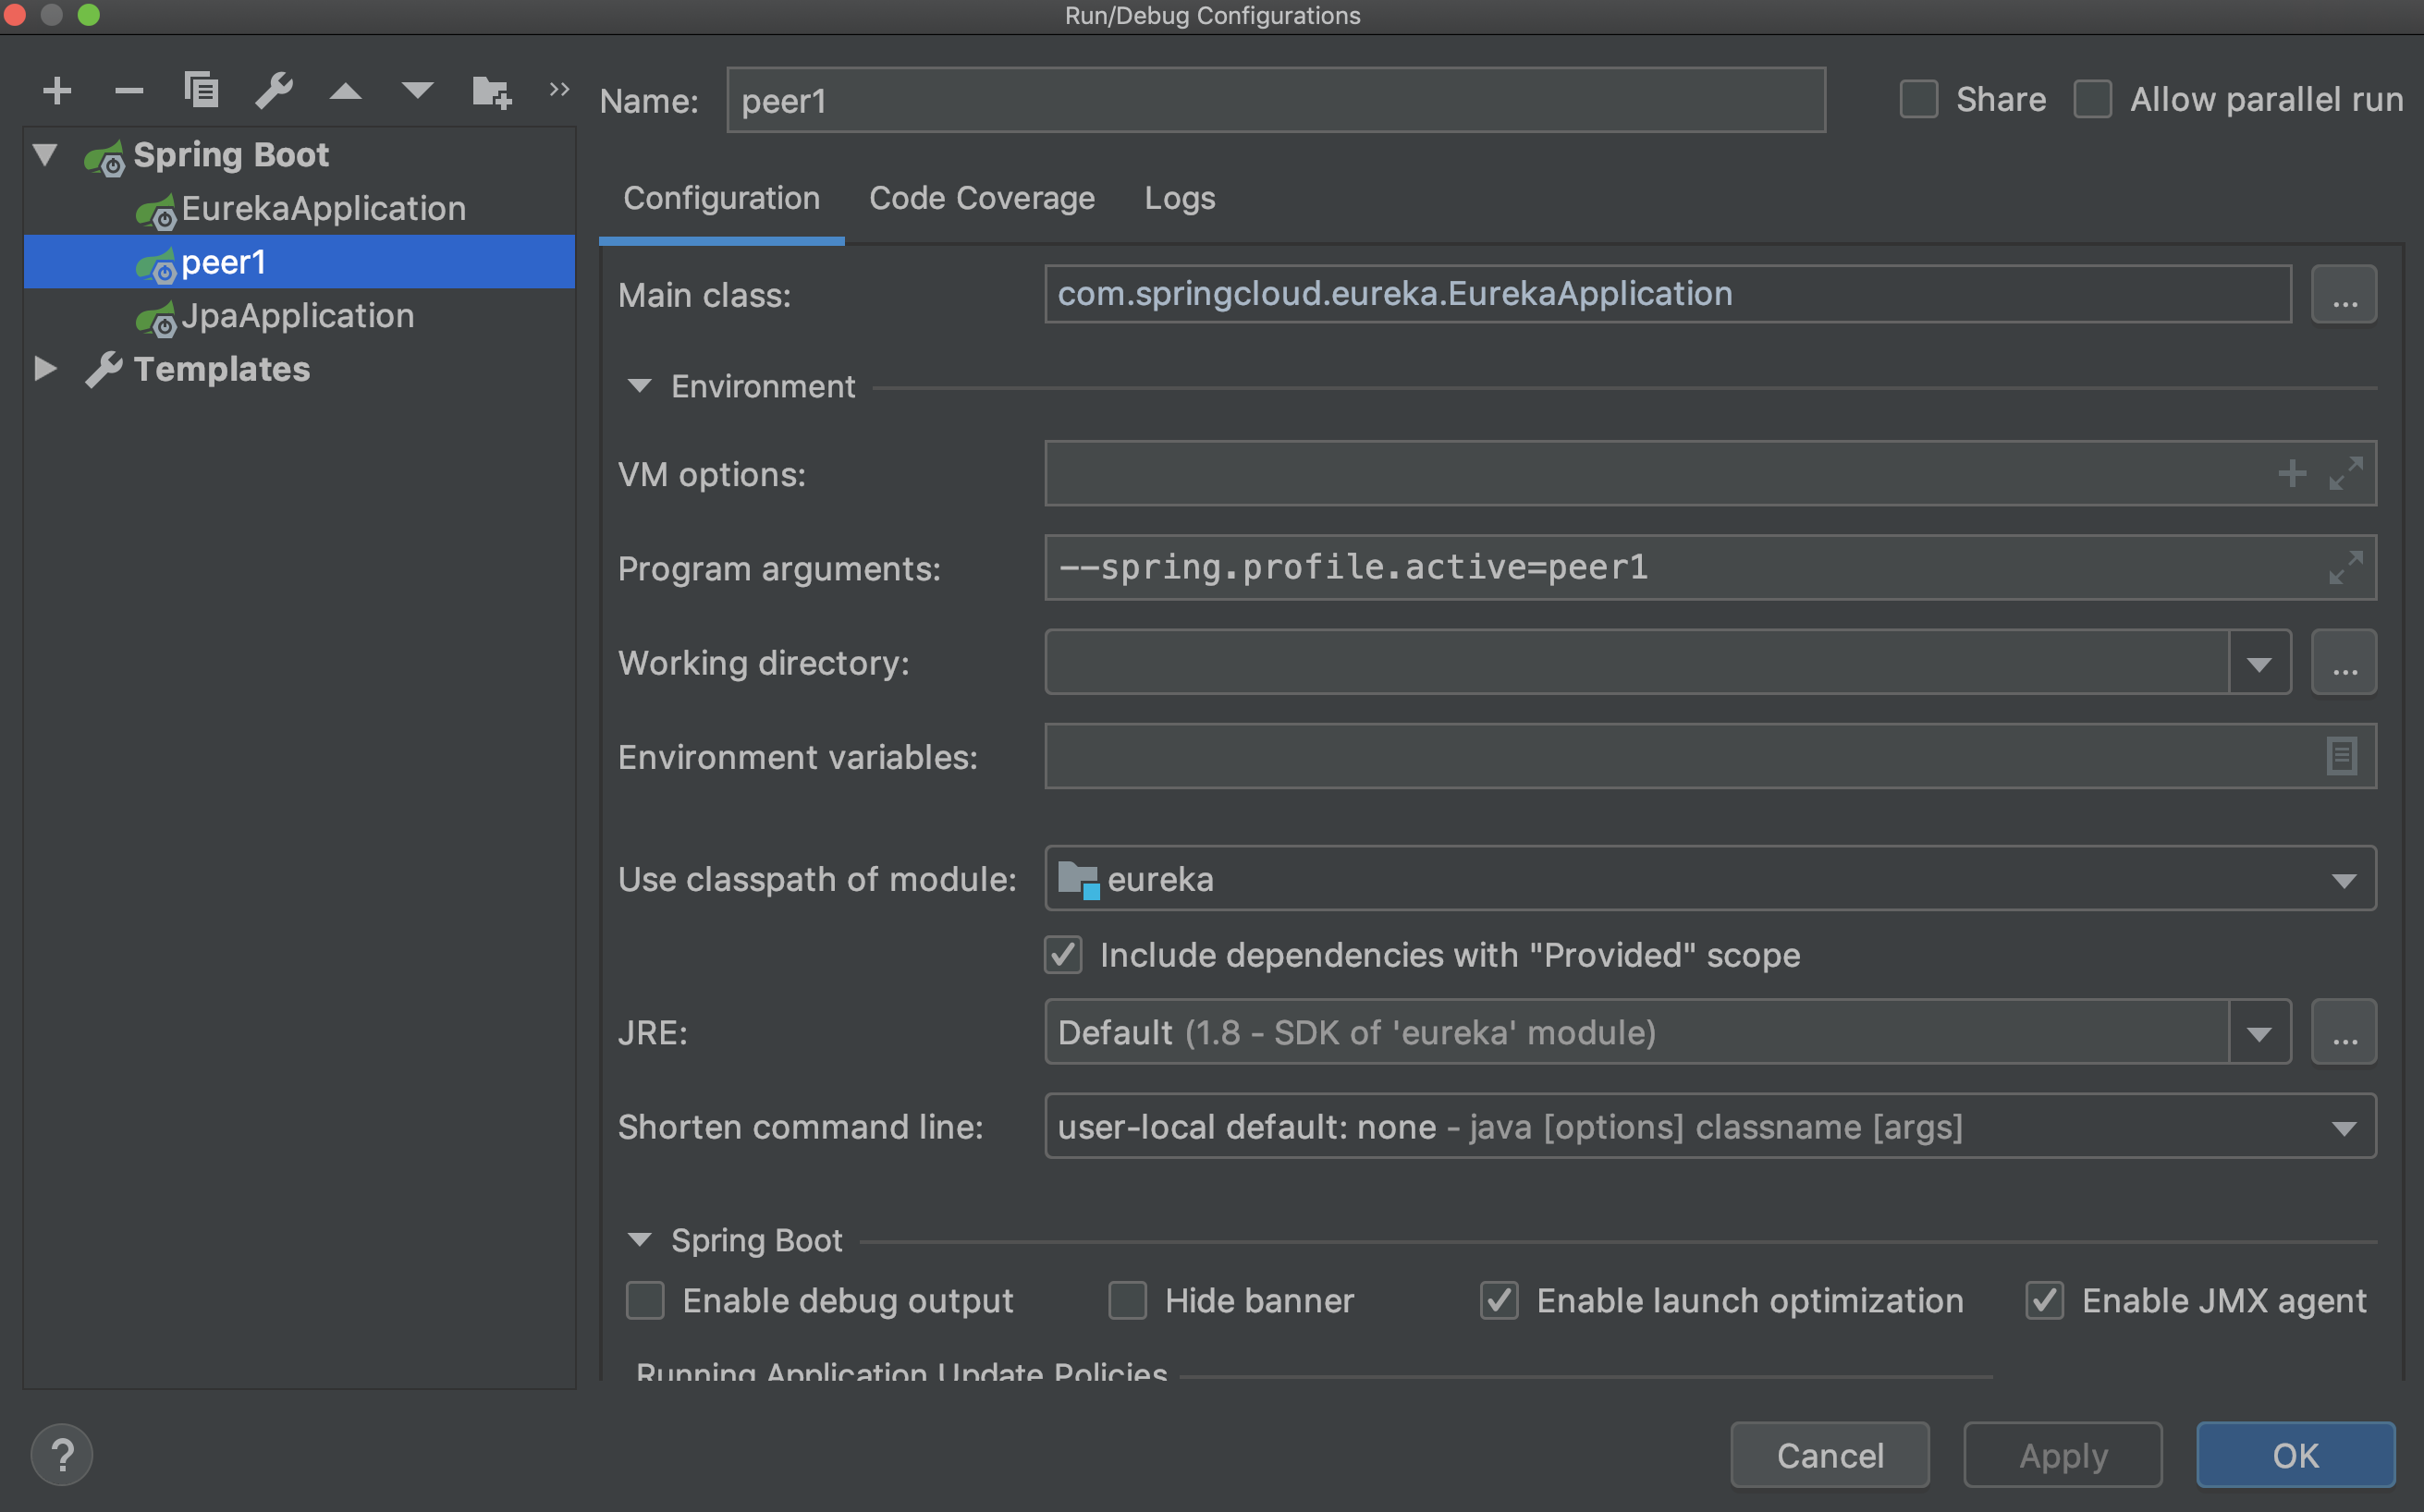 Run/Debug Configurations
Name: peer1 Share Allow parallel run
Spring Boot
EurekaApplication
peer1
JpaApplication
Templates
Configuration Code Coverage Logs
Main class: com.springcloud.eureka.EurekaApplication ...
Environment
VM options:
Program arguments: --spring.profile.active=peer1
Working directory: ...
Environment variables:
Use classpath of module: eureka
Include dependencies with "Provided" scope
JRE: Default (1.8 - SDK of 'eureka' module) ...
Shorten command line: user-local default: none - java [options] classname [args]
Spring Boot
Enable debug output Hide banner Enable launch optimization Enable JMX agent
Running Application Update Policies
? Cancel Apply OK